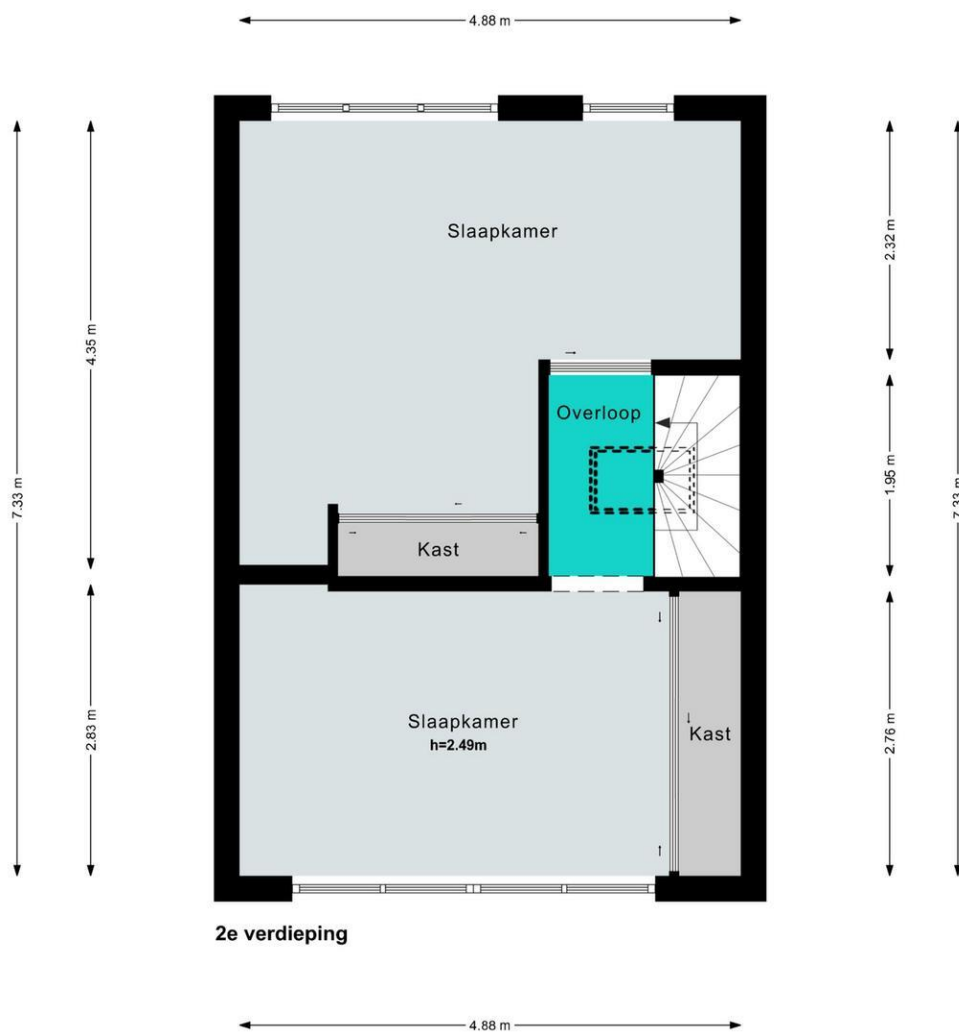 4.88 m
Slaapkamer
2.32 m
4.35 m
Overloop
7.33 m
1.95 m
7.33 m
Kast
2.83 m
Slaapkamer
h=2.49m
Kast
2.76 m
2e verdieping
4.88 m